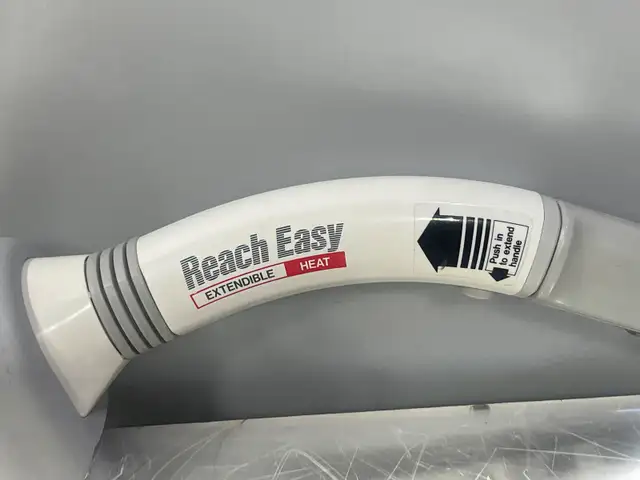 Reach Easy
EXTENDIBLE HEAT
Push in
to extend
handle